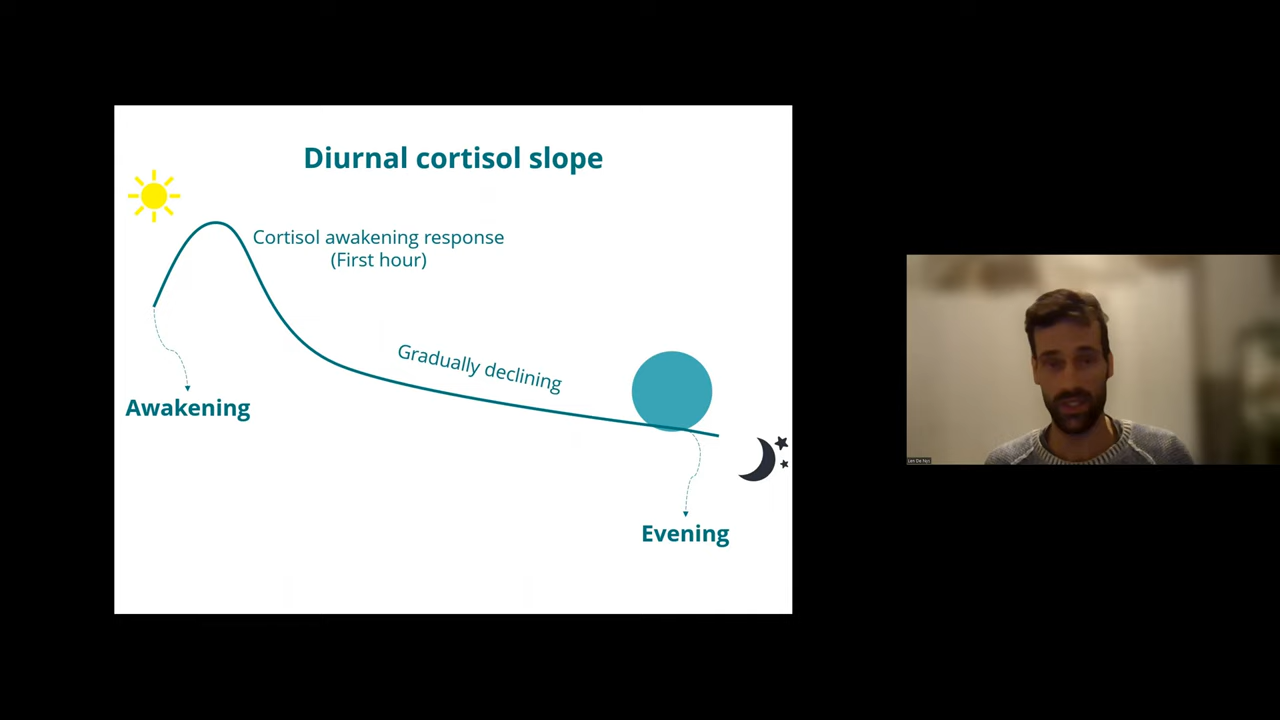 Diurnal cortisol slope
Cortisol awakening response
(First hour)
Gradually declining
Awakening
Evening